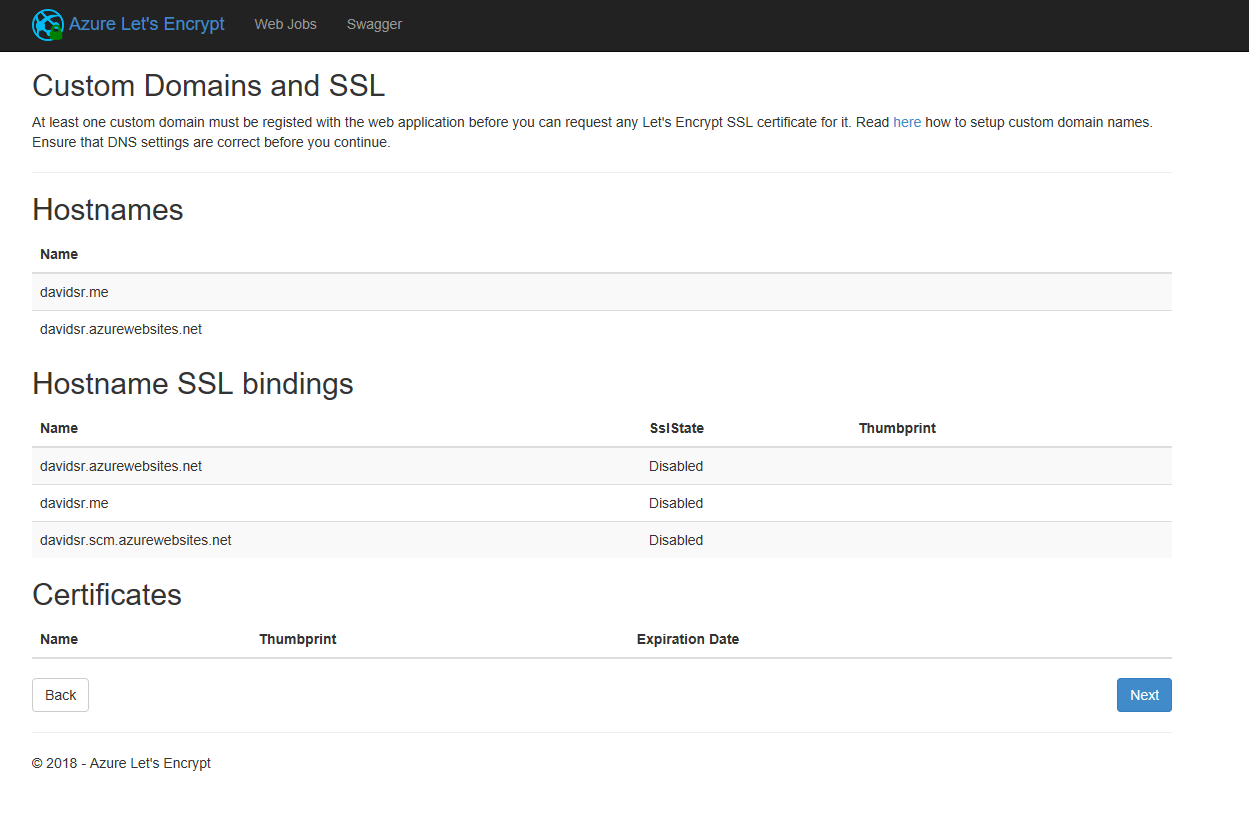 Azure Let's Encrypt Web Jobs Swagger
Custom Domains and SSL
At least one custom domain must be registed with the web application before you can request any Let's Encrypt SSL certificate for it. Read here how to setup custom domain names.
Ensure that DNS settings are correct before you continue.
Hostnames
Name
davidsr.me
davidsr.azurewebsites.net
Hostname SSL bindings
Name SslState Thumbprint
davidsr.azurewebsites.net Disabled
davidsr.me Disabled
davidsr.scm.azurewebsites.net Disabled
Certificates
Name Thumbprint Expiration Date
Back Next
© 2018 - Azure Let's Encrypt